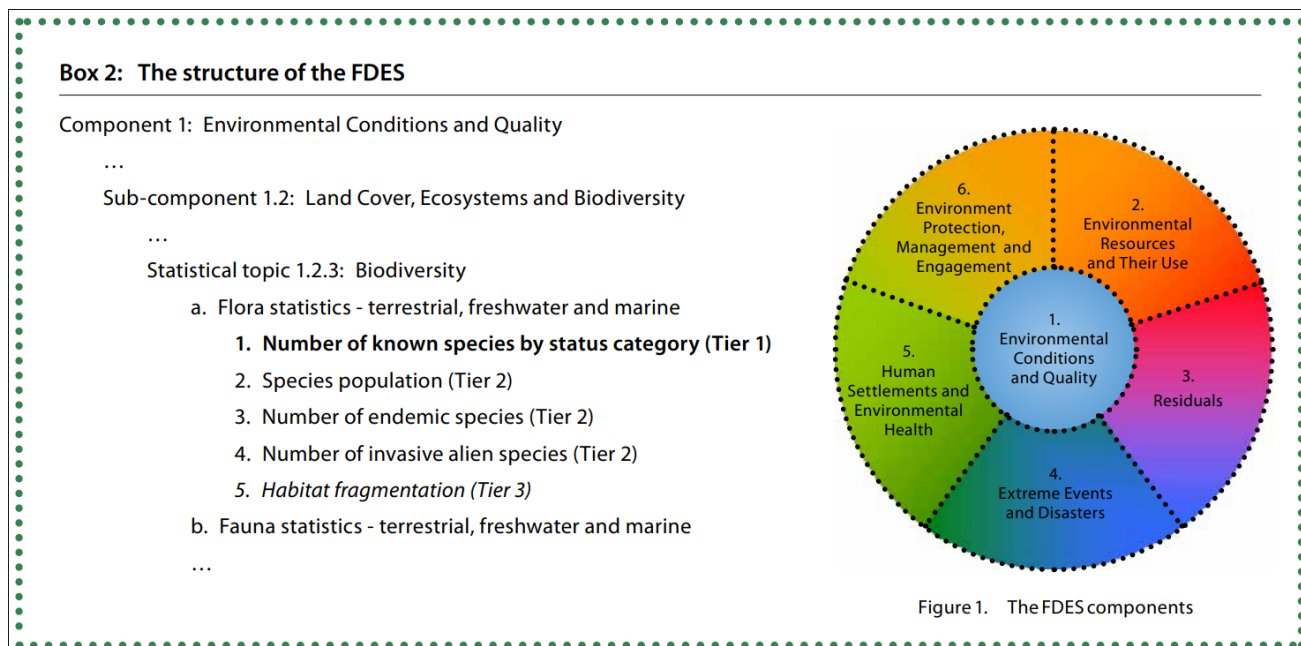 Box 2: The structure of the FDES
Component 1: Environmental Conditions and Quality
…
Sub-component 1.2: Land Cover, Ecosystems and Biodiversity
…
Statistical topic 1.2.3: Biodiversity
a. Flora statistics - terrestrial, freshwater and marine
1. Number of known species by status category (Tier 1)
2. Species population (Tier 2)
3. Number of endemic species (Tier 2)
4. Number of invasive alien species (Tier 2)
5. Habitat fragmentation (Tier 3)
b. Fauna statistics - terrestrial, freshwater and marine
…
1.
Environmental
Conditions
and Quality
2.
Environmental
Resources
and Their Use
3.
Residuals
4.
Extreme Events
and Disasters
5.
Human
Settlements and
Environmental
Health
6.
Environment
Protection,
Management and
Engagement
Figure 1. The FDES components